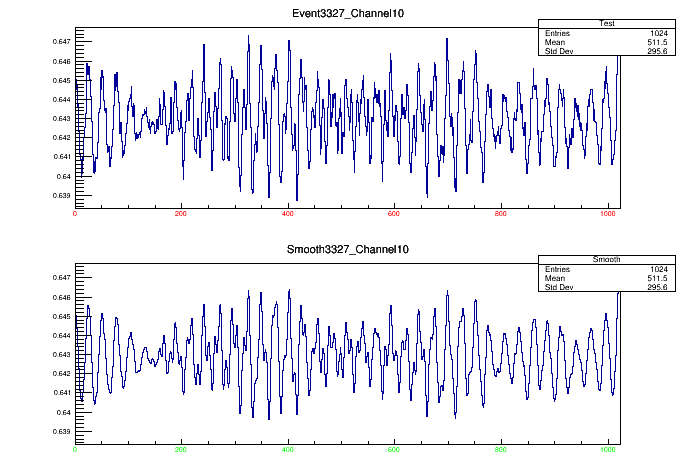 Event3327_Channel10
Test
Entries 1024
Mean 511.5
Std Dev 295.6
0.647
0.646
0.645
0.644
0.643
0.642
0.641
0.64
0.639
0 200 400 600 800 1000
Smooth3327_Channel10
Smooth
Entries 1024
Mean 511.5
Std Dev 295.6
0.647
0.646
0.645
0.644
0.643
0.642
0.641
0.64
0.639
0 200 400 600 800 1000